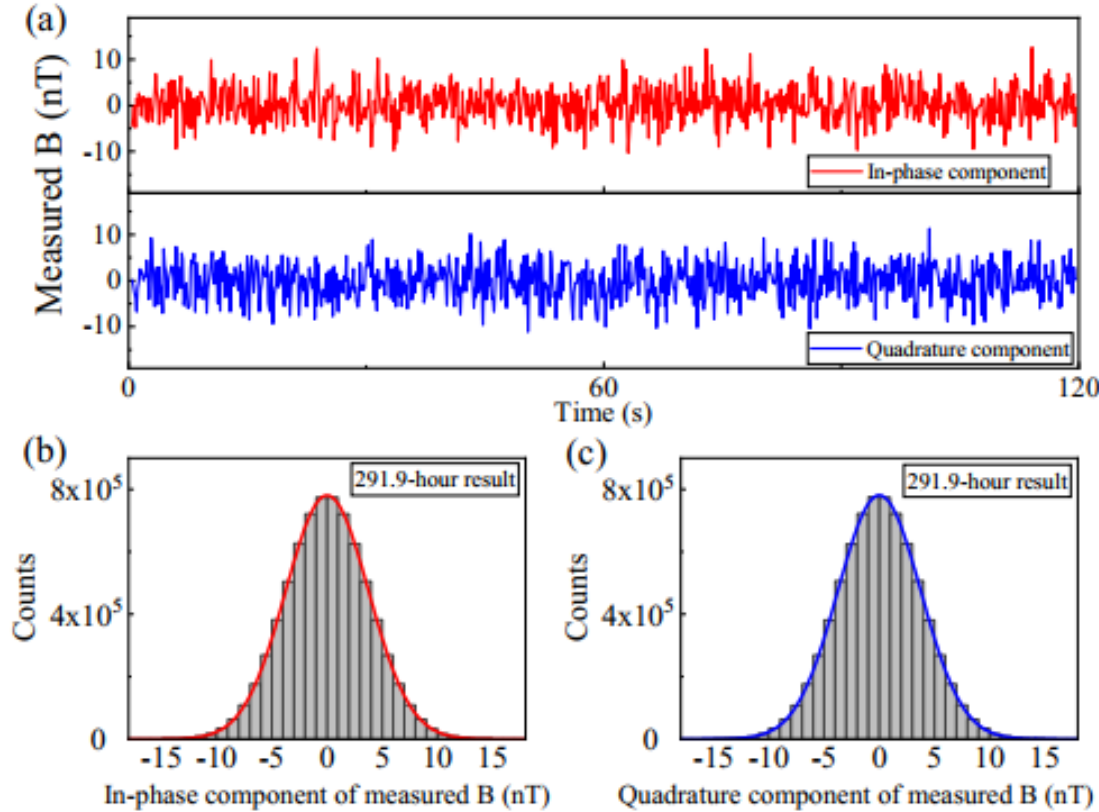 (a)
Measured B (nT)
10
0
-10
In-phase component
10
0
-10
Quadrature component
0
60
120
Time (s)
(b)
291.9-hour result
8x10⁵
4x10⁵
0
Counts
-15 -10 -5 0 5 10 15
In-phase component of measured B (nT)
(c)
291.9-hour result
8x10⁵
4x10⁵
0
Counts
-15 -10 -5 0 5 10 15
Quadrature component of measured B (nT)